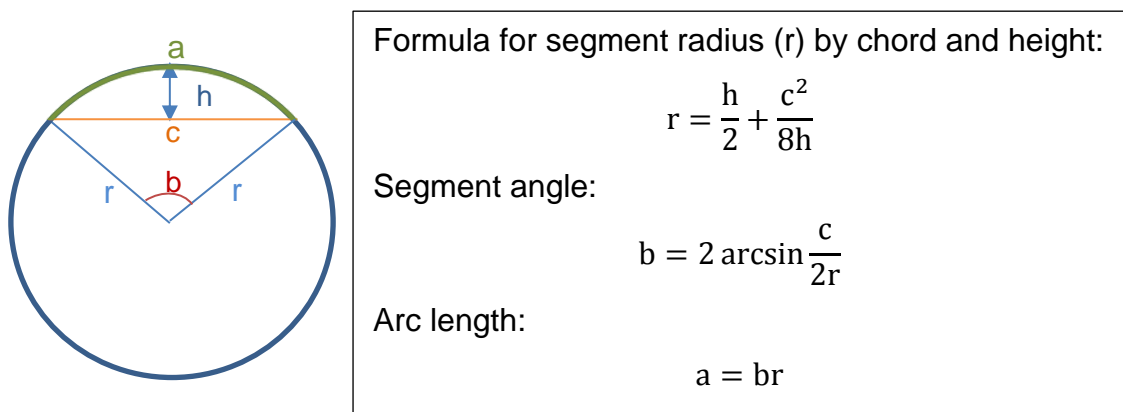 a
h
c
r
b
r
Formula for segment radius (r) by chord and height:
r = h/2 + c²/8h
Segment angle:
b = 2 arcsin c/2r
Arc length:
a = br